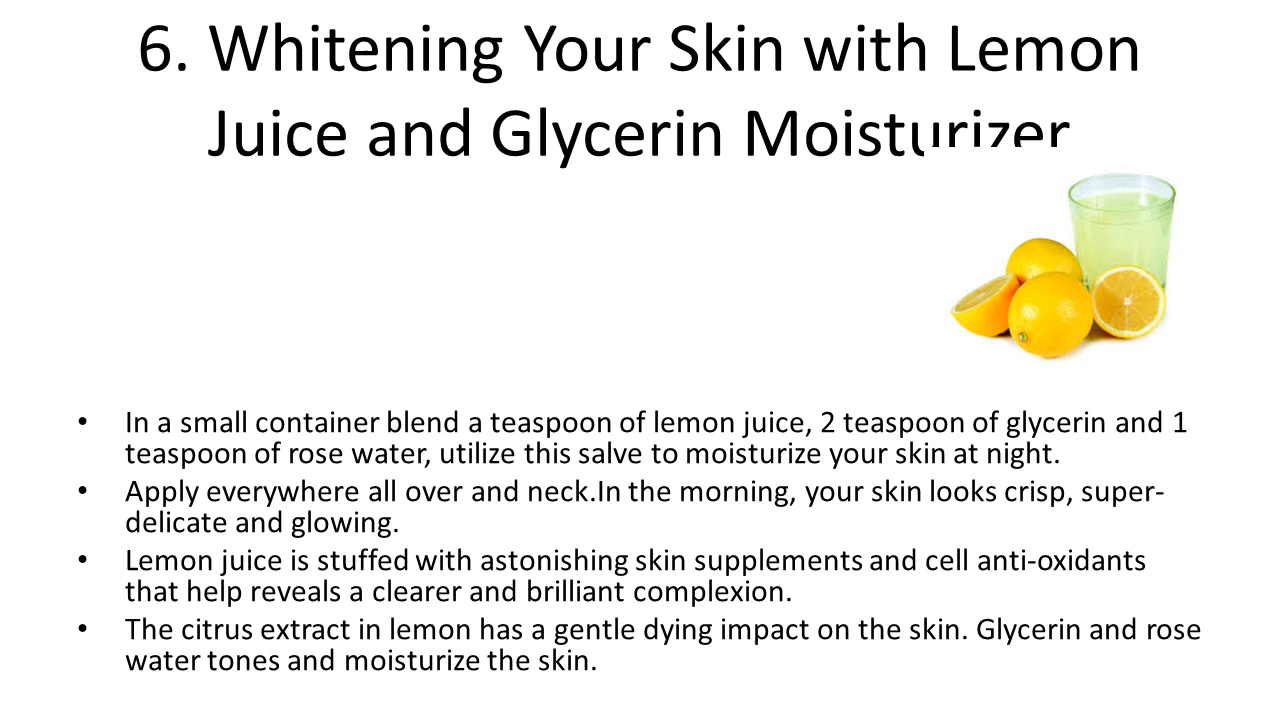 6. Whitening Your Skin with Lemon
Juice and Glycerin Moisturizer
• In a small container blend a teaspoon of lemon juice, 2 teaspoon of glycerin and 1
teaspoon of rose water, utilize this salve to moisturize your skin at night.
• Apply everywhere all over and neck.In the morning, your skin looks crisp, super-
delicate and glowing.
• Lemon juice is stuffed with astonishing skin supplements and cell anti-oxidants
that help reveals a clearer and brilliant complexion.
• The citrus extract in lemon has a gentle dying impact on the skin. Glycerin and rose
water tones and moisturize the skin.